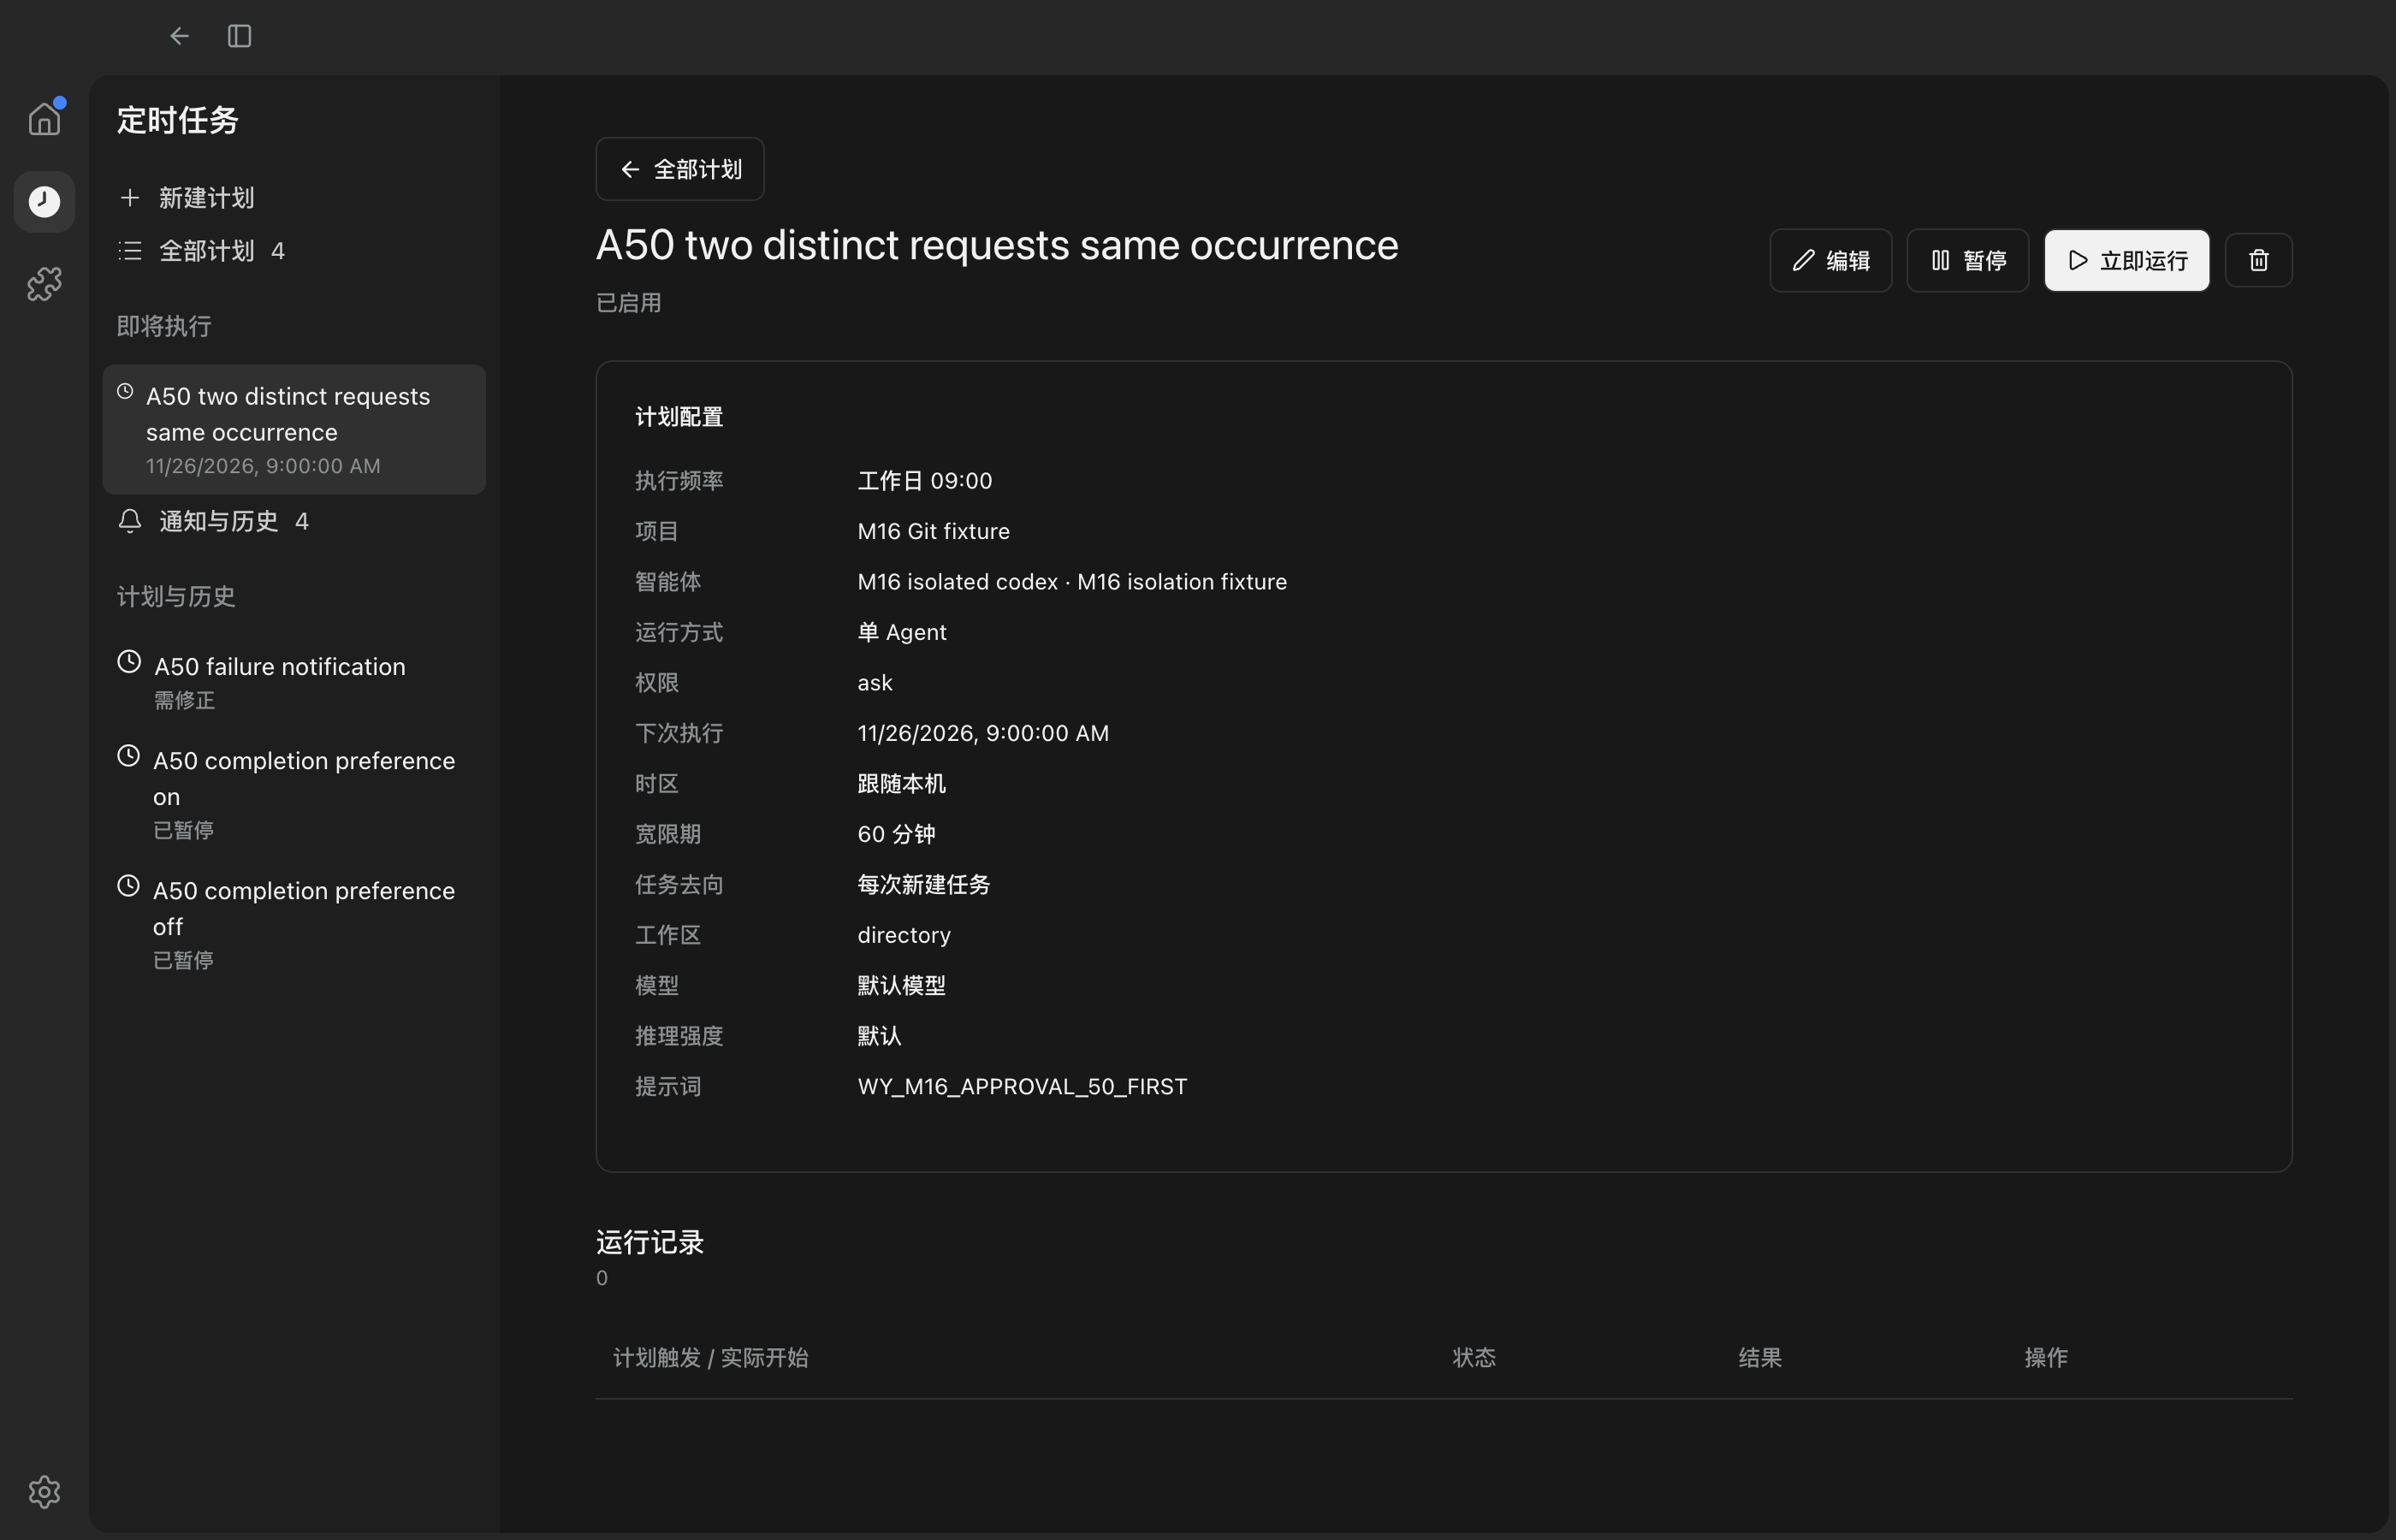 定时任务
新建计划
全部计划 4
即将执行
A50 two distinct requests
same occurrence
11/26/2026, 9:00:00 AM
通知与历史 4
计划与历史
A50 failure notification
需修正
A50 completion preference
on
已暂停
A50 completion preference
off
已暂停
全部计划
A50 two distinct requests same occurrence
已启用
编辑
暂停
立即运行
计划配置
执行频率 工作日 09:00
项目 M16 Git fixture
智能体 M16 isolated codex · M16 isolation fixture
运行方式 单 Agent
权限 ask
下次执行 11/26/2026, 9:00:00 AM
时区 跟随本机
宽限期 60 分钟
任务去向 每次新建任务
工作区 directory
模型 默认模型
推理强度 默认
提示词 WY_M16_APPROVAL_50_FIRST
运行记录
0
计划触发 / 实际开始 状态 结果 操作